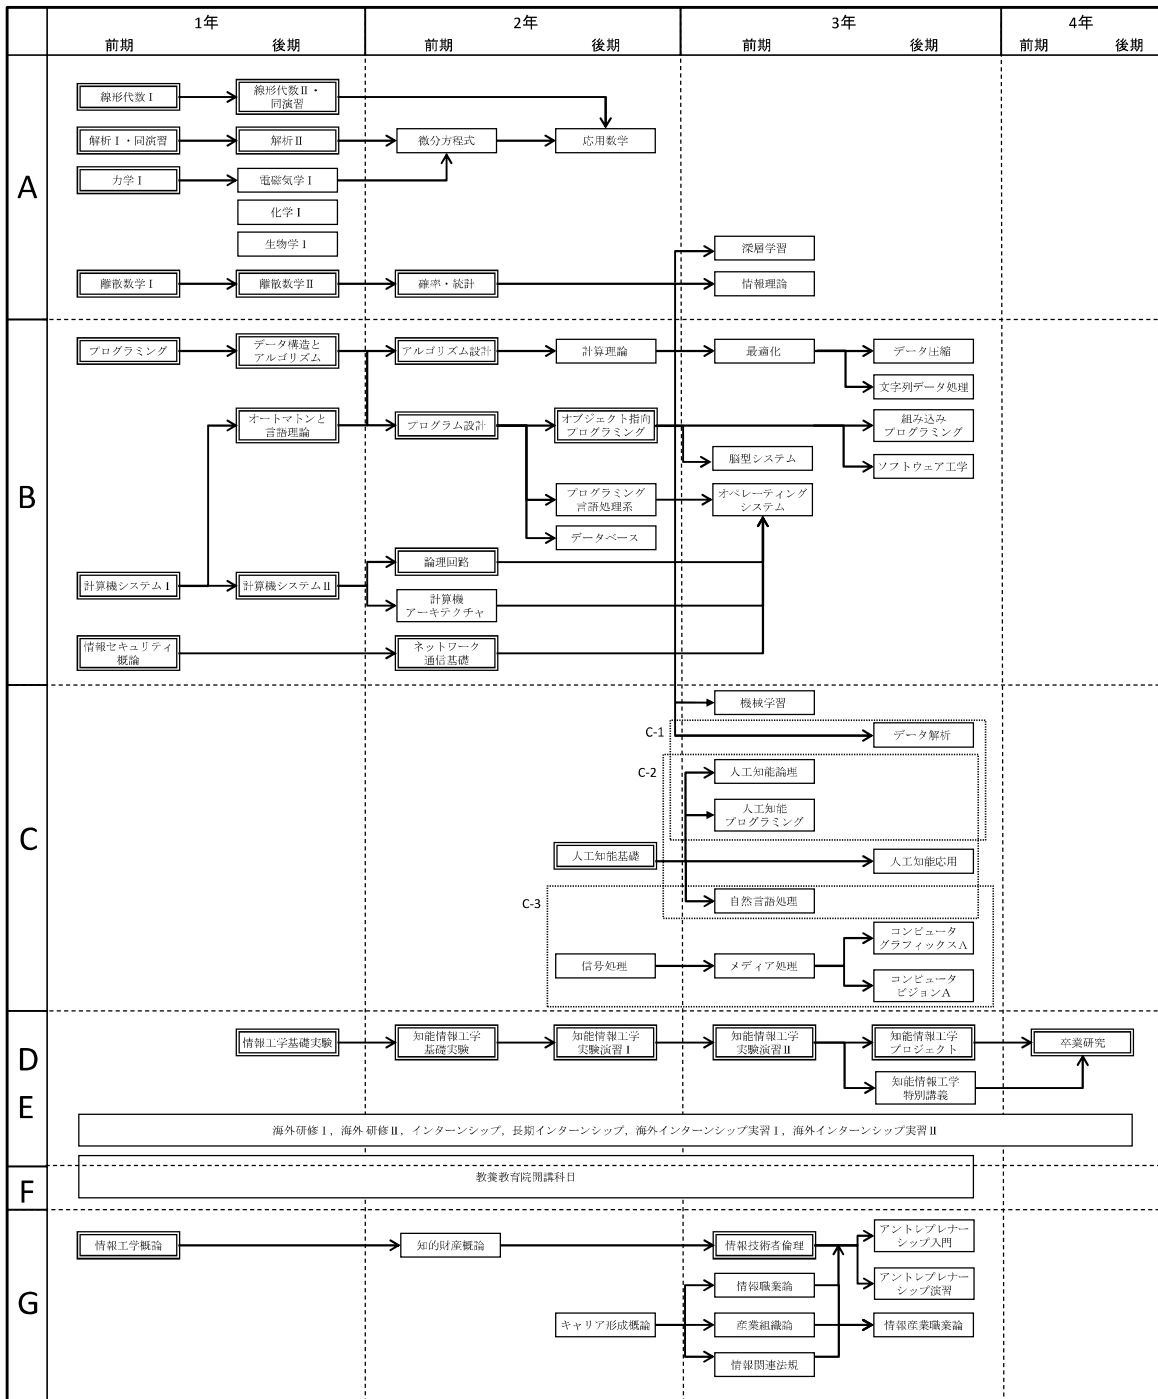 1年
2年
3年
4年
前期
後期
前期
後期
前期
後期
前期
後期
A
線形代数Ⅰ
線形代数Ⅱ・
同演習
解析Ⅰ・同演習
解析Ⅱ
微分方程式
応用数学
力学Ⅰ
電磁気学Ⅰ
化学Ⅰ
生物学Ⅰ
深層学習
離散数学Ⅰ
離散数学Ⅱ
確率・統計
情報理論
B
プログラミング
データ構造と
アルゴリズム
アルゴリズム設計
計算理論
最適化
データ圧縮
文字列データ処理
オートマトンと
言語理論
プログラム設計
オブジェクト指向
プログラミング
組み込み
プログラミング
脳型システム
ソフトウェア工学
プログラミング
言語処理系
オペレーティング
システム
データベース
論理回路
計算機システムⅠ
計算機システムⅡ
計算機
アーキテクチャ
情報セキュリティ
概論
ネットワーク
通信基礎
C
機械学習
C-1
データ解析
C-2
人工知能論理
人工知能
プログラミング
人工知能基礎
人工知能応用
C-3
自然言語処理
信号処理
メディア処理
コンピュータ
グラフィックスA
コンピュータ
ビジョンA
D
情報工学基礎実験
知能情報工学
基礎実験
知能情報工学
実験演習Ⅰ
知能情報工学
実験演習Ⅱ
知能情報工学
プロジェクト
卒業研究
知能情報工学
特別講義
E
海外研修Ⅰ，海外研修Ⅱ，インターンシップ，長期インターンシップ，海外インターンシップ実習Ⅰ，海外インターンシップ実習Ⅱ
F
教養教育院開講科目
G
情報工学概論
知的財産概論
情報技術者倫理
アントレプレナー
シップ入門
アントレプレナー
シップ演習
情報職業論
キャリア形成概論
産業組織論
情報産業職業論
情報関連法規